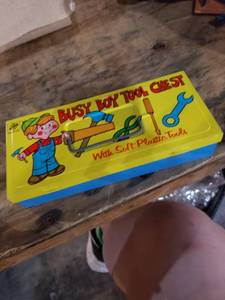 BUSY BOY TOOL CHEST
With Soft Plastic Tools